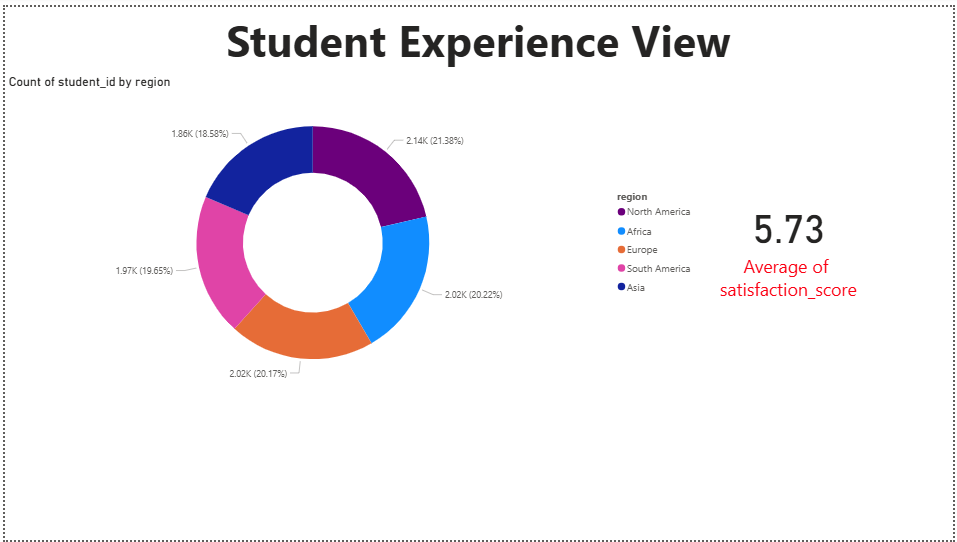 Student Experience View
Count of student_id by region
1.86K (18.58%)
2.14K (21.38%)
1.97K (19.65%)
2.02K (20.22%)
2.02K (20.17%)
region
North America
Africa
Europe
South America
Asia
5.73
Average of
satisfaction_score